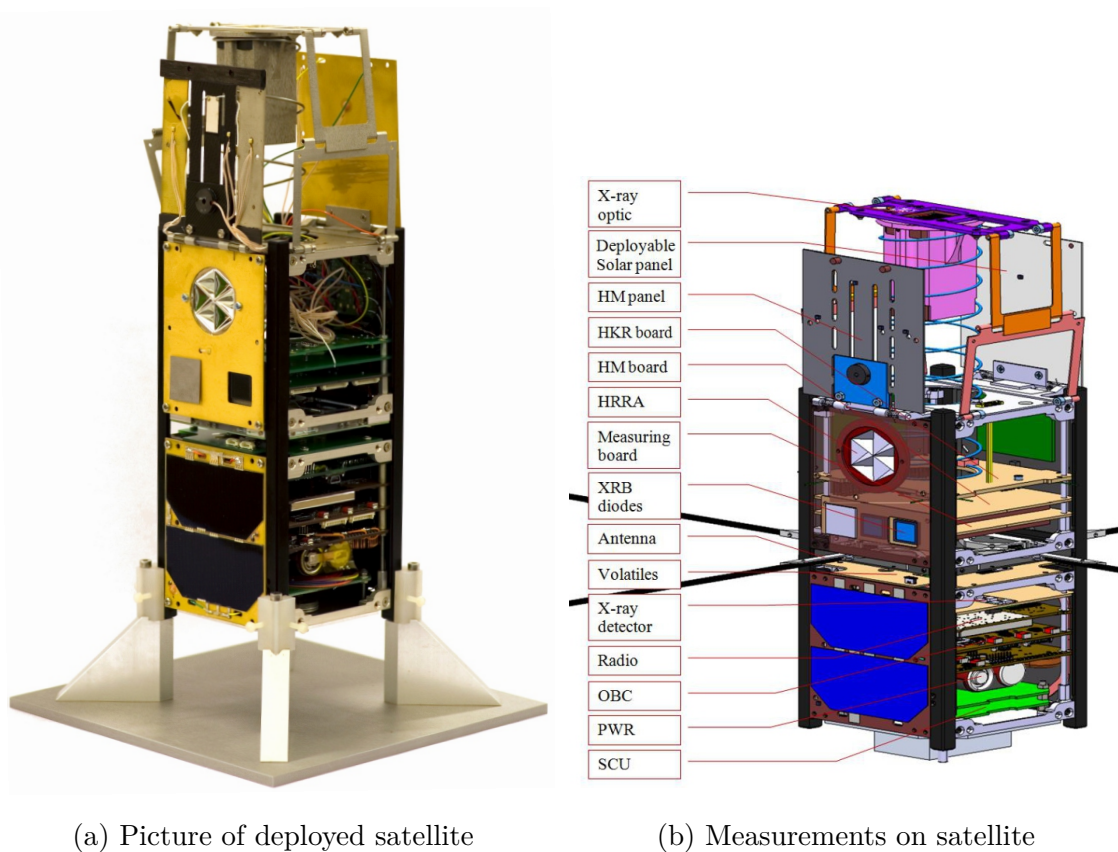 X-ray
optic
Deployable
Solar panel
HM panel
HKR board
HM board
HRRA
Measuring
board
XRB
diodes
Antenna
Volatiles
X-ray
detector
Radio
OBC
PWR
SCU
(a) Picture of deployed satellite
(b) Measurements on satellite